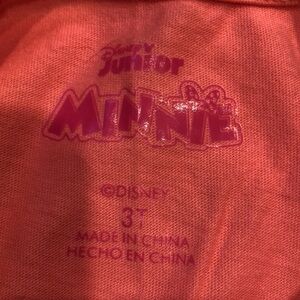 Disney
Junior
MINNIE
©DISNEY
3T
MADE IN CHINA
HECHO EN CHINA